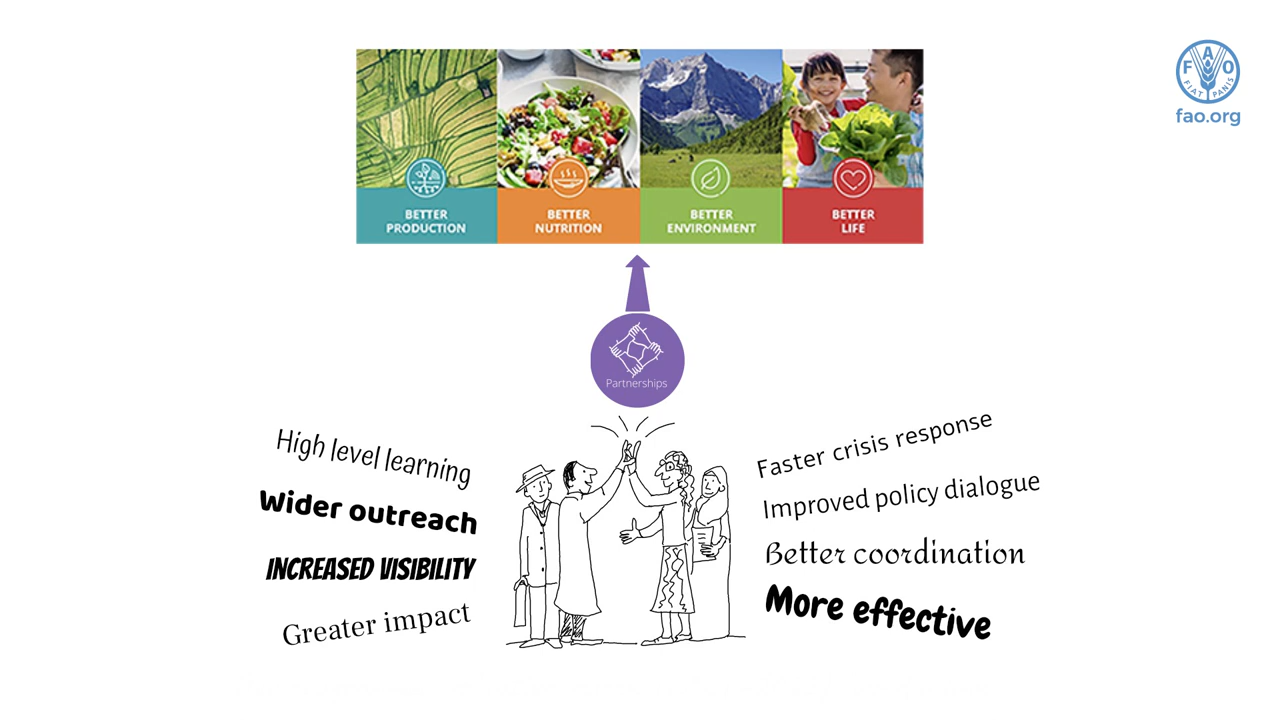 FAO
FIAT PANIS
fao.org
BETTER
PRODUCTION
BETTER
NUTRITION
BETTER
ENVIRONMENT
BETTER
LIFE
Partnerships
High level learning
Wider outreach
INCREASED VISIBILITY
Greater impact
Faster crisis response
Improved policy dialogue
Better coordination
More effective